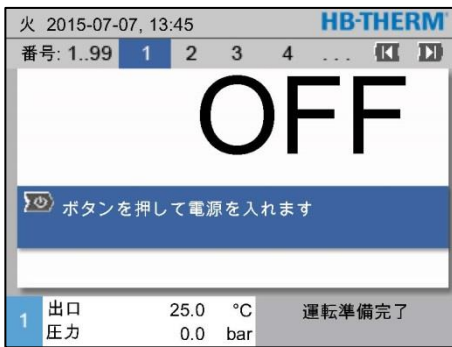 火 2015-07-07, 13:45 HB-THERM
番号: 1..99 1 2 3 4 ...
OFF
ボタンを押して電源を入れます
1 出口 25.0 °C 運転準備完了
圧力 0.0 bar